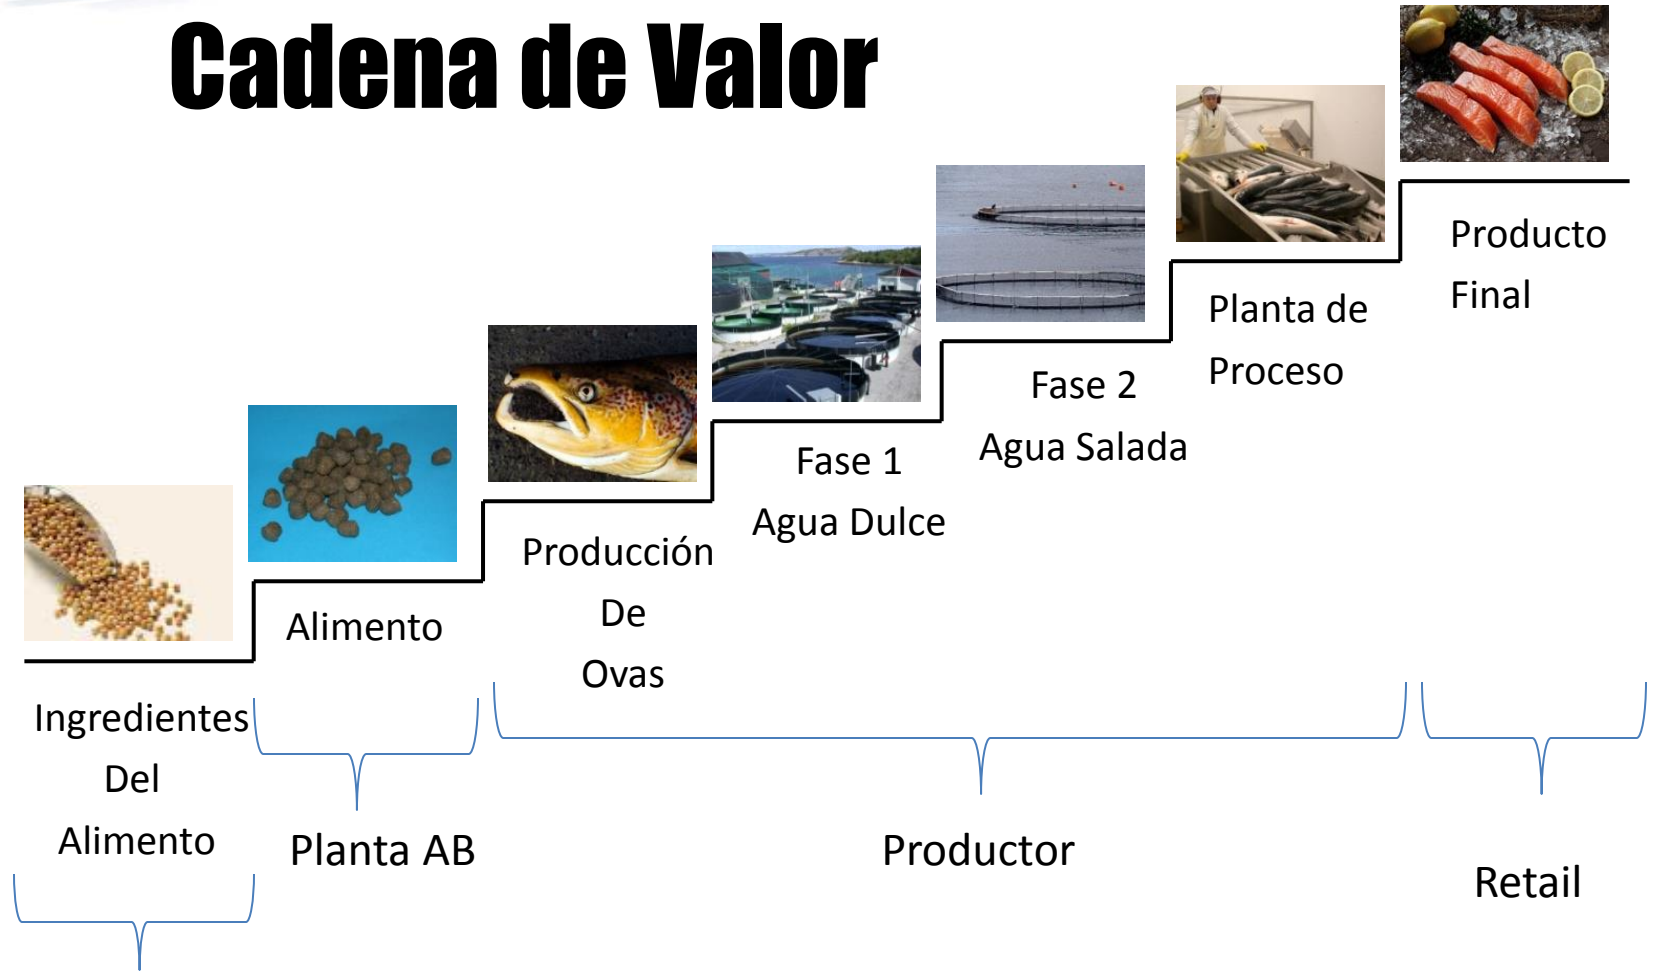 Cadena de Valor
Ingredientes
Del
Alimento
Alimento
Producción
De
Ovas
Fase 1
Agua Dulce
Fase 2
Agua Salada
Planta de
Proceso
Producto
Final
Planta AB
Productor
Retail